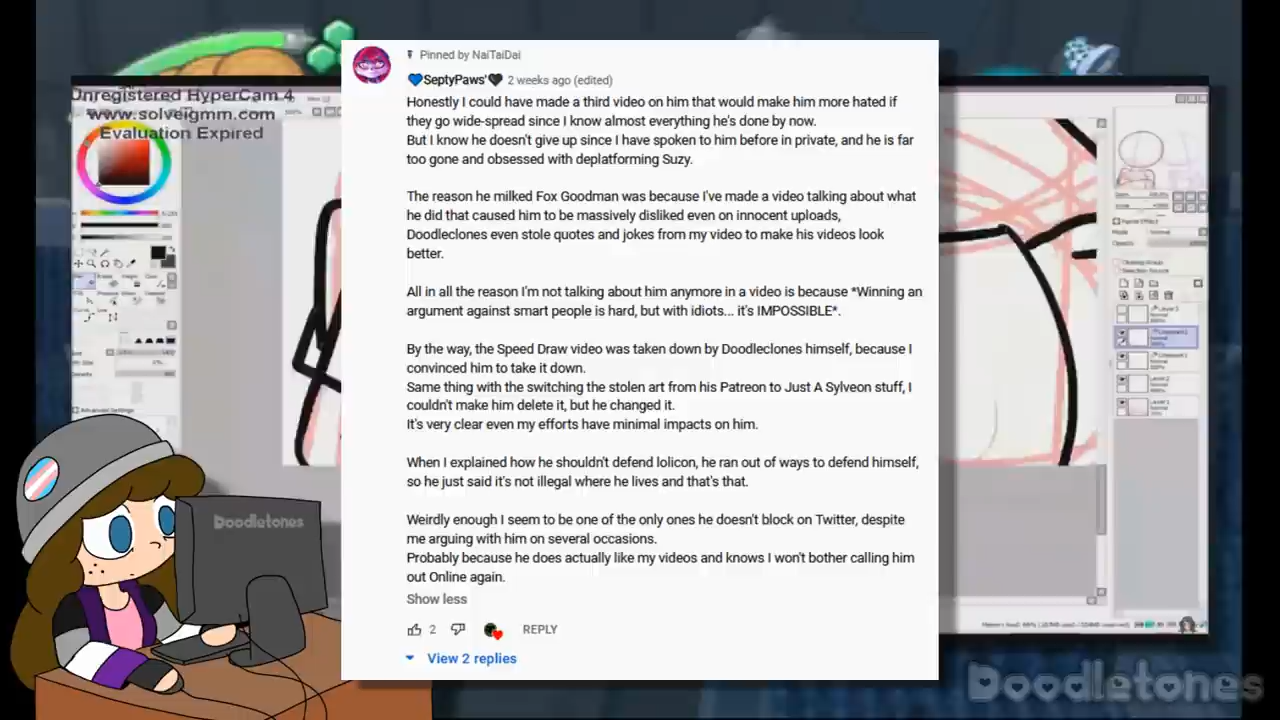 Unregistered HyperCam 4
www.solveigmm.com
Evaluation Expired
Pinned by NaiTaiDai
💙SeptyPaws'🖤 2 weeks ago (edited)
Honestly I could have made a third video on him that would make him more hated if
they go wide-spread since I know almost everything he's done by now.
But I know he doesn't give up since I have spoken to him before in private, and he is far
too gone and obsessed with deplatforming Suzy.
The reason he milked Fox Goodman was because I've made a video talking about what
he did that caused him to be massively disliked even on innocent uploads,
Doodleclones even stole quotes and jokes from my video to make his videos look
better.
All in all the reason I'm not talking about him anymore in a video is because *Winning an
argument against smart people is hard, but with idiots... it's IMPOSSIBLE*.
By the way, the Speed Draw video was taken down by Doodleclones himself, because I
convinced him to take it down.
Same thing with the switching the stolen art from his Patreon to Just A Sylveon stuff, I
couldn't make him delete it, but he changed it.
It's very clear even my efforts have minimal impacts on him.
When I explained how he shouldn't defend lolicon, he ran out of ways to defend himself,
so he just said it's not illegal where he lives and that's that.
Weirdly enough I seem to be one of the only ones he doesn't block on Twitter, despite
me arguing with him on several occasions.
Probably because he does actually like my videos and knows I won't bother calling him
out Online again.
Show less
2 REPLY
View 2 replies
Doodletones
Doodletones